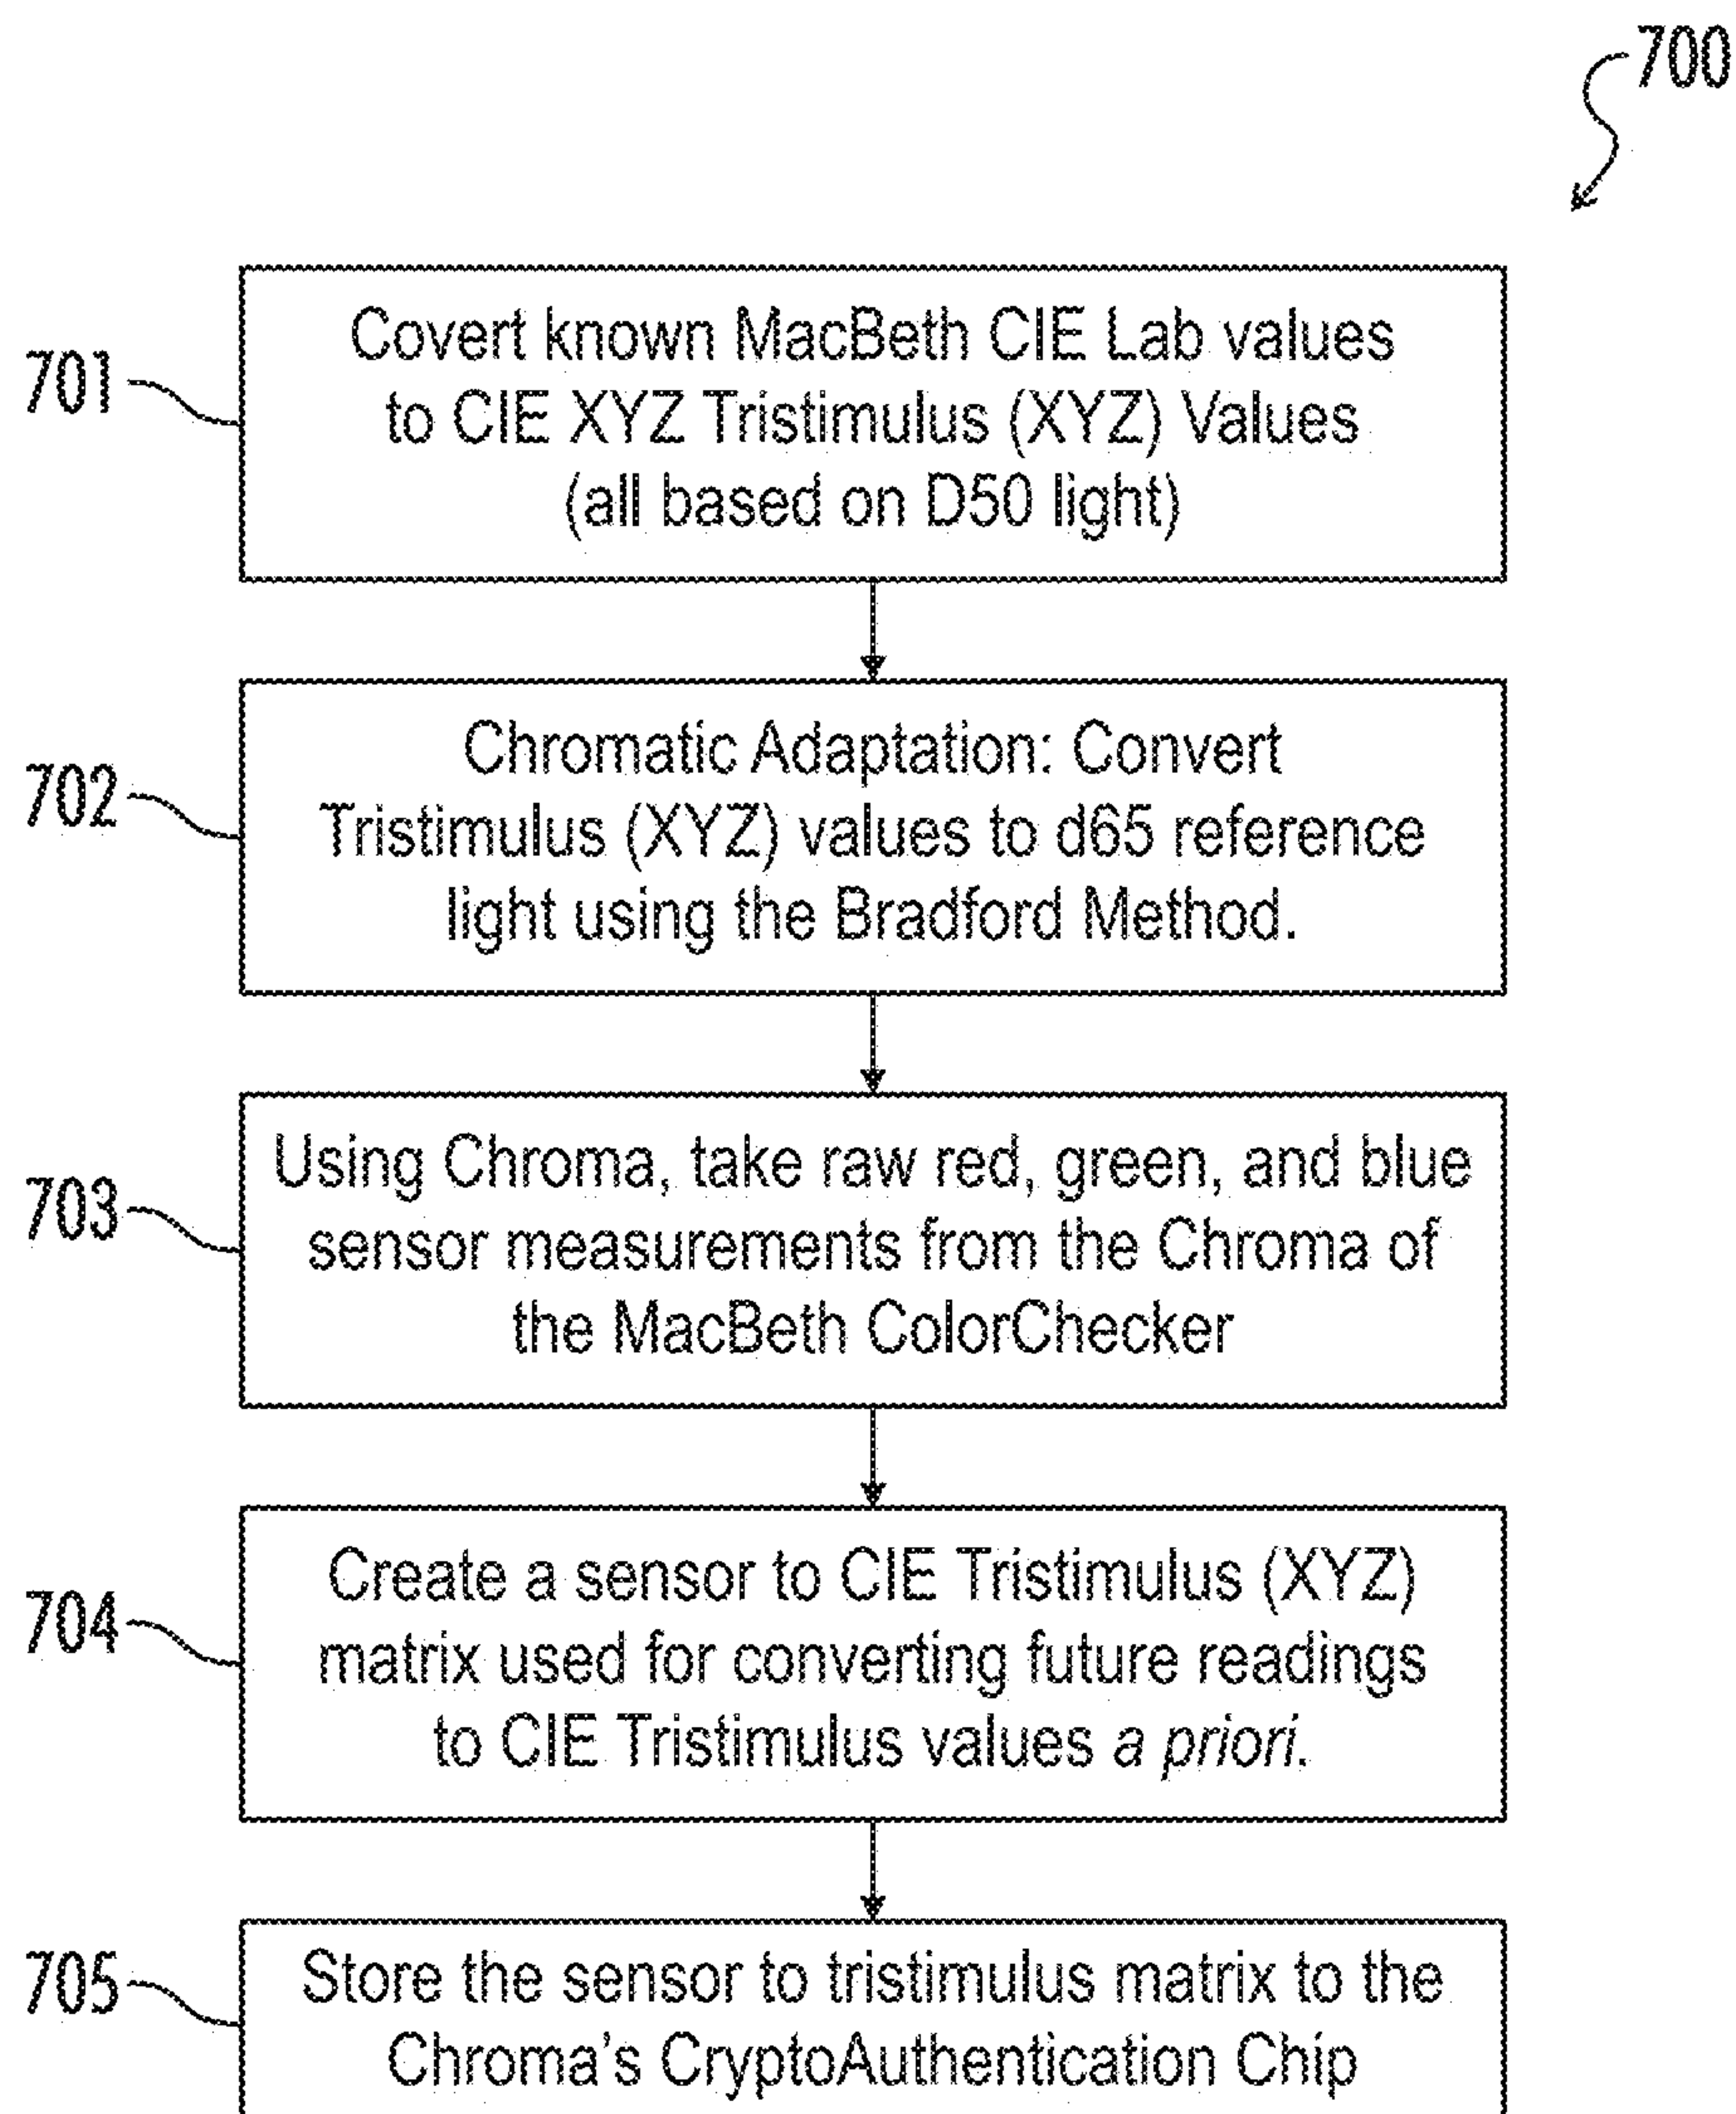 700
701
Covert known MacBeth CIE Lab values
to CIE XYZ Tristimulus (XYZ) Values
(all based on D50 light)
702
Chromatic Adaptation: Convert
Tristimulus (XYZ) values to d65 reference
light using the Bradford Method.
703
Using Chroma, take raw red, green, and blue
sensor measurements from the Chroma of
the MacBeth ColorChecker
704
Create a sensor to CIE Tristimulus (XYZ)
matrix used for converting future readings
to CIE Tristimulus values a priori.
705
Store the sensor to tristimulus matrix to the
Chroma's CryptoAuthentication Chip